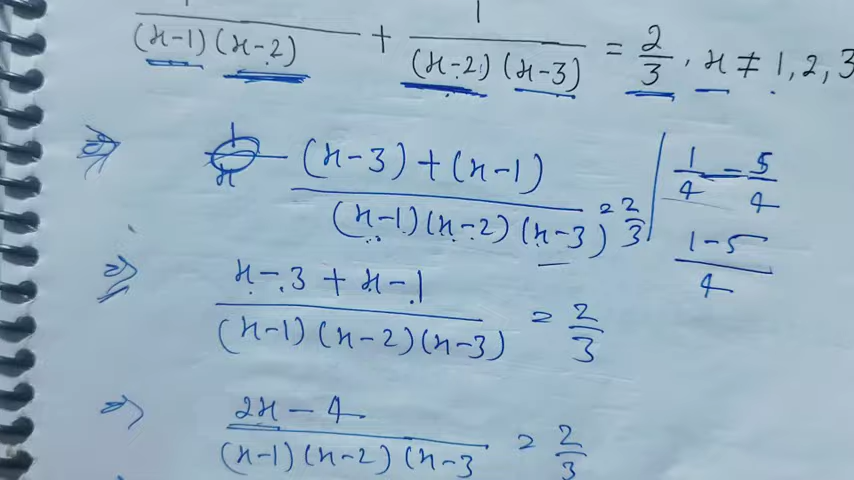 1/((x-1)(x-2)) + 1/((x-2)(x-3)) = 2/3, x ≠ 1, 2, 3
⇒ ((x-3)+(x-1))/((x-1)(x-2)(x-3)) = 2/3
1/4 - 5/4
(1-5)/4
⇒ (x-3+x-1)/((x-1)(x-2)(x-3)) = 2/3
⇒ (2x-4)/((x-1)(x-2)(x-3 = 2/3